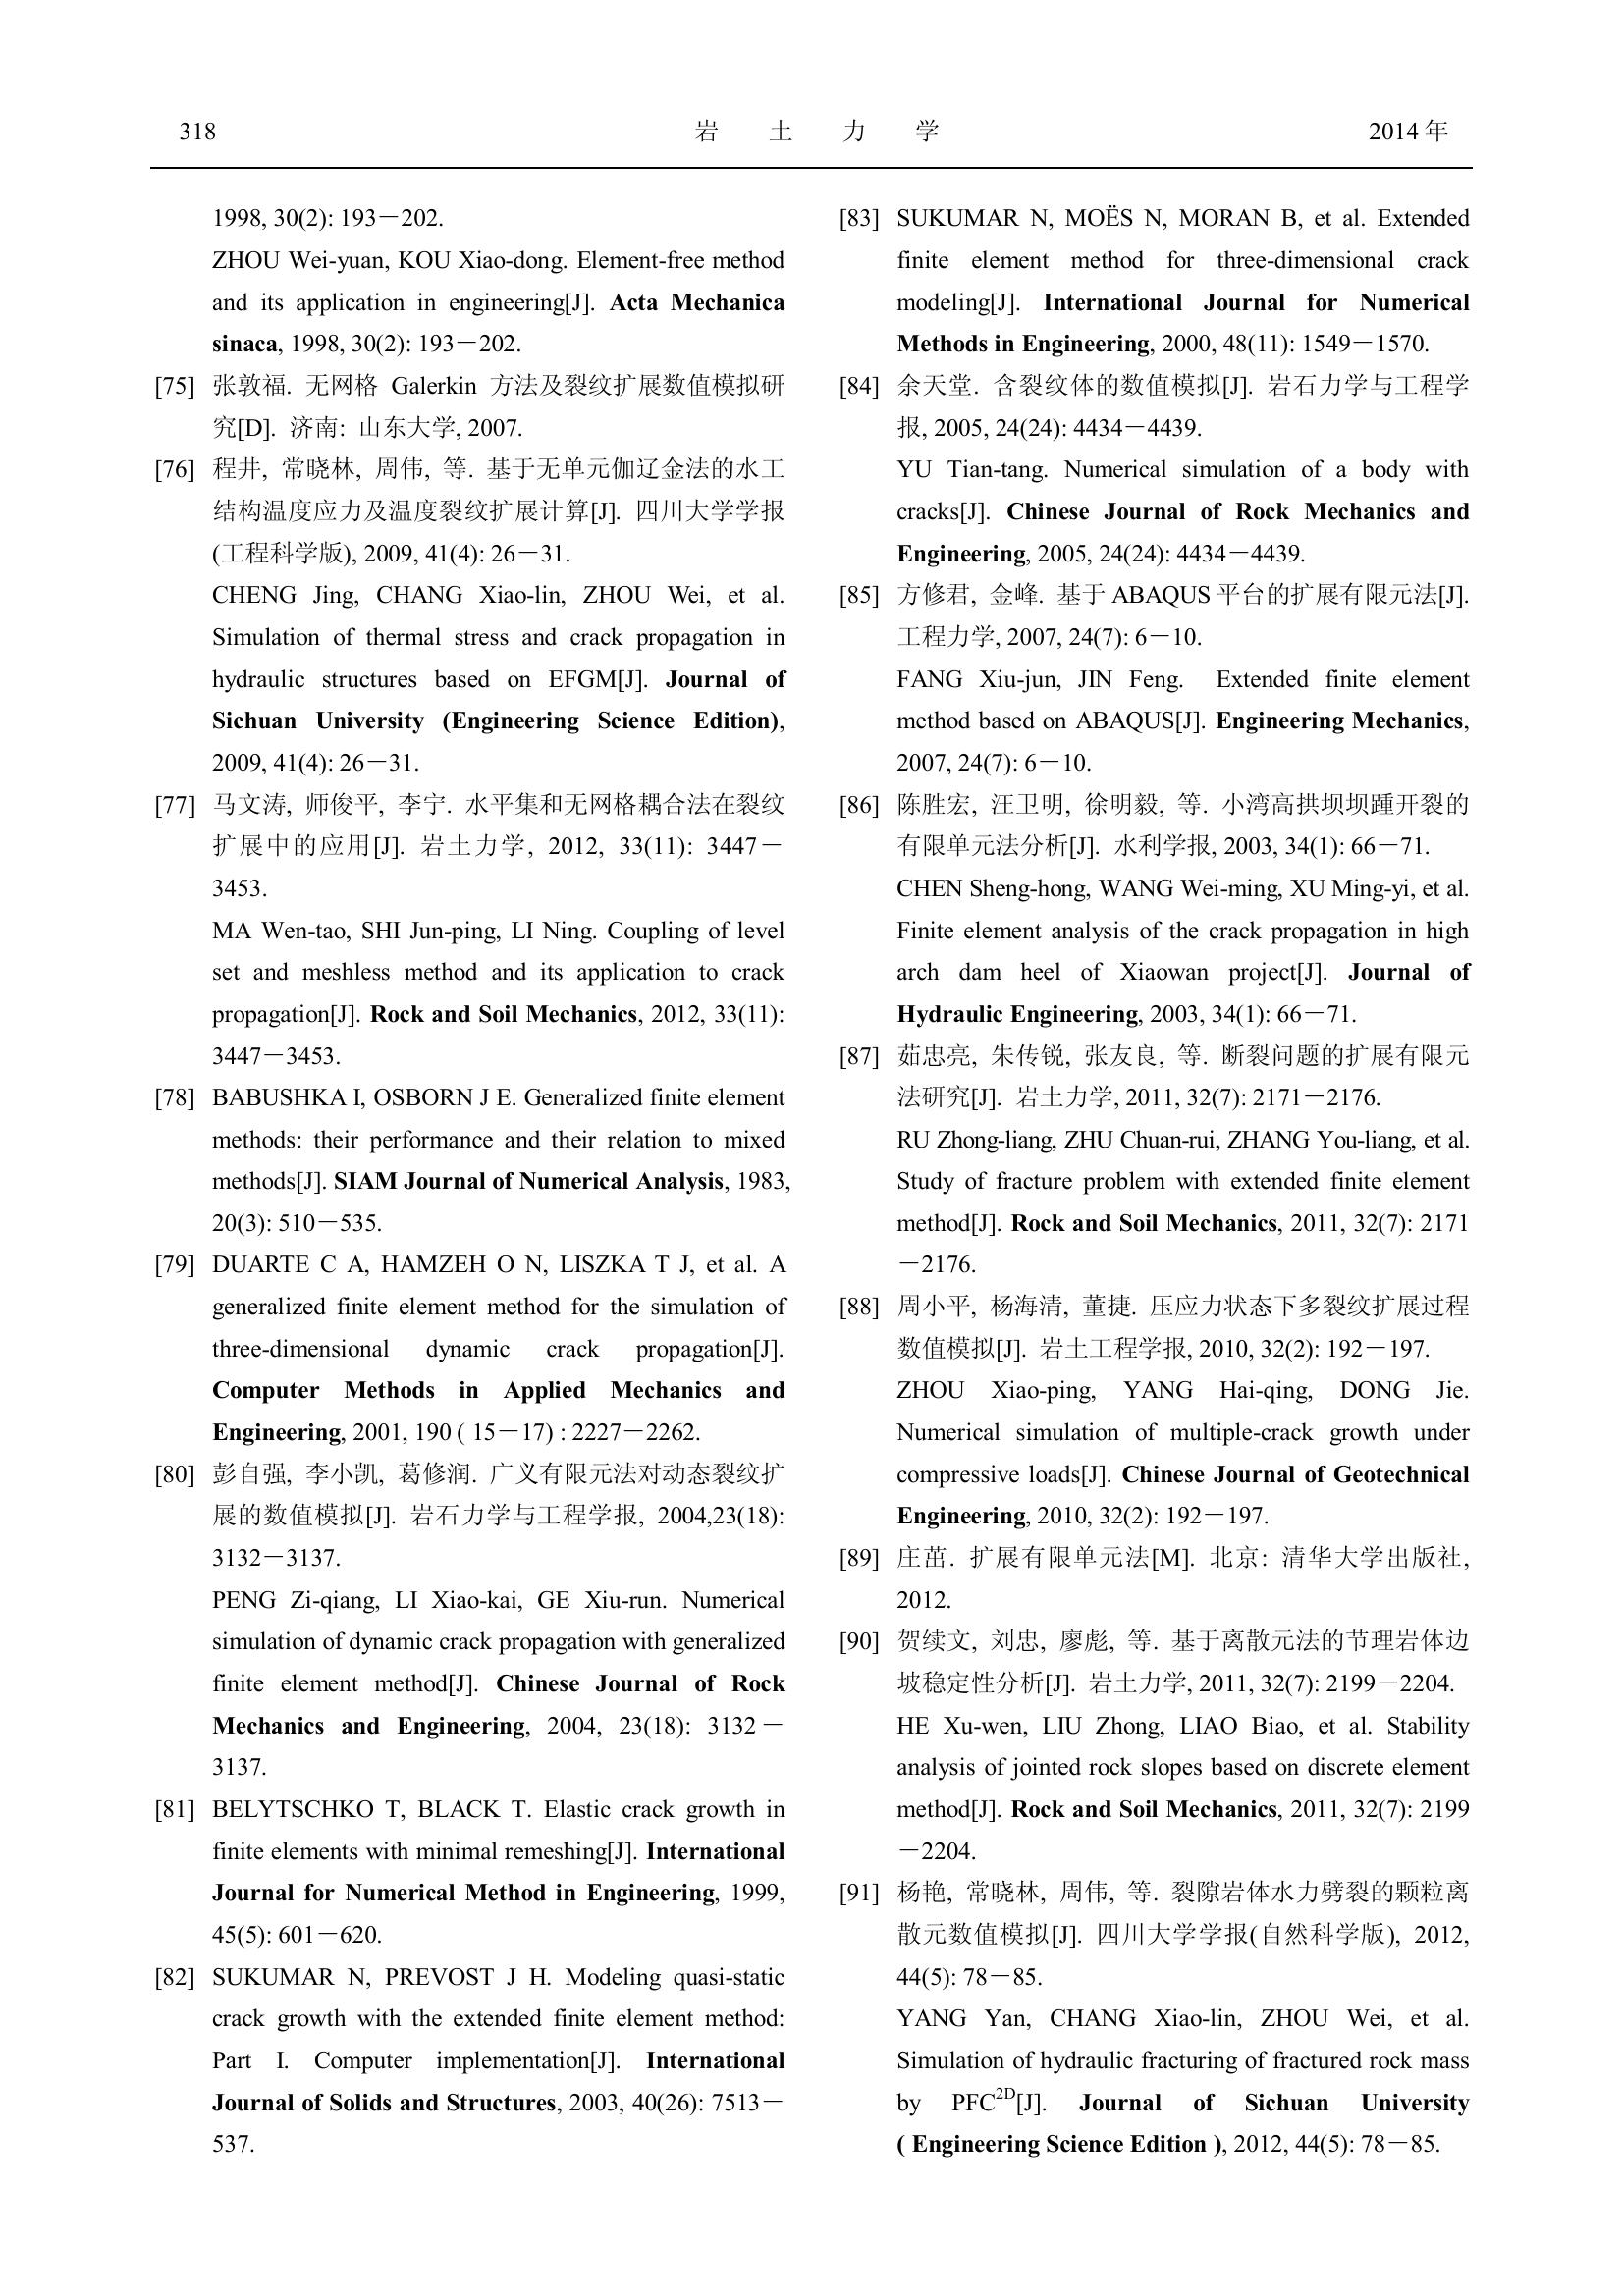 318 岩 土 力 学 2014 年
1998, 30(2): 193－202.
ZHOU Wei-yuan, KOU Xiao-dong. Element-free method
and its application in engineering[J]. Acta Mechanica
sinaca, 1998, 30(2): 193－202.
[75] 张敦福. 无网格 Galerkin 方法及裂纹扩展数值模拟研
究[D]. 济南: 山东大学, 2007.
[76] 程井, 常晓林, 周伟, 等. 基于无单元伽辽金法的水工
结构温度应力及温度裂纹扩展计算[J]. 四川大学学报
(工程科学版), 2009, 41(4): 26－31.
CHENG Jing, CHANG Xiao-lin, ZHOU Wei, et al.
Simulation of thermal stress and crack propagation in
hydraulic structures based on EFGM[J]. Journal of
Sichuan University (Engineering Science Edition),
2009, 41(4): 26－31.
[77] 马文涛, 师俊平, 李宁. 水平集和无网格耦合法在裂纹
扩展中的应用[J]. 岩土力学, 2012, 33(11): 3447－
3453.
MA Wen-tao, SHI Jun-ping, LI Ning. Coupling of level
set and meshless method and its application to crack
propagation[J]. Rock and Soil Mechanics, 2012, 33(11):
3447－3453.
[78] BABUSHKA I, OSBORN J E. Generalized finite element
methods: their performance and their relation to mixed
methods[J]. SIAM Journal of Numerical Analysis, 1983,
20(3): 510－535.
[79] DUARTE C A, HAMZEH O N, LISZKA T J, et al. A
generalized finite element method for the simulation of
three-dimensional dynamic crack propagation[J].
Computer Methods in Applied Mechanics and
Engineering, 2001, 190 ( 15－17) : 2227－2262.
[80] 彭自强, 李小凯, 葛修润. 广义有限元法对动态裂纹扩
展的数值模拟[J]. 岩石力学与工程学报, 2004,23(18):
3132－3137.
PENG Zi-qiang, LI Xiao-kai, GE Xiu-run. Numerical
simulation of dynamic crack propagation with generalized
finite element method[J]. Chinese Journal of Rock
Mechanics and Engineering, 2004, 23(18): 3132－
3137.
[81] BELYTSCHKO T, BLACK T. Elastic crack growth in
finite elements with minimal remeshing[J]. International
Journal for Numerical Method in Engineering, 1999,
45(5): 601－620.
[82] SUKUMAR N, PREVOST J H. Modeling quasi-static
crack growth with the extended finite element method:
Part I. Computer implementation[J]. International
Journal of Solids and Structures, 2003, 40(26): 7513－
537.
[83] SUKUMAR N, MOËS N, MORAN B, et al. Extended
finite element method for three-dimensional crack
modeling[J]. International Journal for Numerical
Methods in Engineering, 2000, 48(11): 1549－1570.
[84] 余天堂. 含裂纹体的数值模拟[J]. 岩石力学与工程学
报, 2005, 24(24): 4434－4439.
YU Tian-tang. Numerical simulation of a body with
cracks[J]. Chinese Journal of Rock Mechanics and
Engineering, 2005, 24(24): 4434－4439.
[85] 方修君, 金峰. 基于 ABAQUS 平台的扩展有限元法[J].
工程力学, 2007, 24(7): 6－10.
FANG Xiu-jun, JIN Feng. Extended finite element
method based on ABAQUS[J]. Engineering Mechanics,
2007, 24(7): 6－10.
[86] 陈胜宏, 汪卫明, 徐明毅, 等. 小湾高拱坝坝踵开裂的
有限单元法分析[J]. 水利学报, 2003, 34(1): 66－71.
CHEN Sheng-hong, WANG Wei-ming, XU Ming-yi, et al.
Finite element analysis of the crack propagation in high
arch dam heel of Xiaowan project[J]. Journal of
Hydraulic Engineering, 2003, 34(1): 66－71.
[87] 茹忠亮, 朱传锐, 张友良, 等. 断裂问题的扩展有限元
法研究[J]. 岩土力学, 2011, 32(7): 2171－2176.
RU Zhong-liang, ZHU Chuan-rui, ZHANG You-liang, et al.
Study of fracture problem with extended finite element
method[J]. Rock and Soil Mechanics, 2011, 32(7): 2171
－2176.
[88] 周小平, 杨海清, 董捷. 压应力状态下多裂纹扩展过程
数值模拟[J]. 岩土工程学报, 2010, 32(2): 192－197.
ZHOU Xiao-ping, YANG Hai-qing, DONG Jie.
Numerical simulation of multiple-crack growth under
compressive loads[J]. Chinese Journal of Geotechnical
Engineering, 2010, 32(2): 192－197.
[89] 庄茁. 扩展有限单元法[M]. 北京: 清华大学出版社,
2012.
[90] 贺续文, 刘忠, 廖彪, 等. 基于离散元法的节理岩体边
坡稳定性分析[J]. 岩土力学, 2011, 32(7): 2199－2204.
HE Xu-wen, LIU Zhong, LIAO Biao, et al. Stability
analysis of jointed rock slopes based on discrete element
method[J]. Rock and Soil Mechanics, 2011, 32(7): 2199
－2204.
[91] 杨艳, 常晓林, 周伟, 等. 裂隙岩体水力劈裂的颗粒离
散元数值模拟[J]. 四川大学学报(自然科学版), 2012,
44(5): 78－85.
YANG Yan, CHANG Xiao-lin, ZHOU Wei, et al.
Simulation of hydraulic fracturing of fractured rock mass
by PFC2D[J]. Journal of Sichuan University
( Engineering Science Edition ), 2012, 44(5): 78－85.